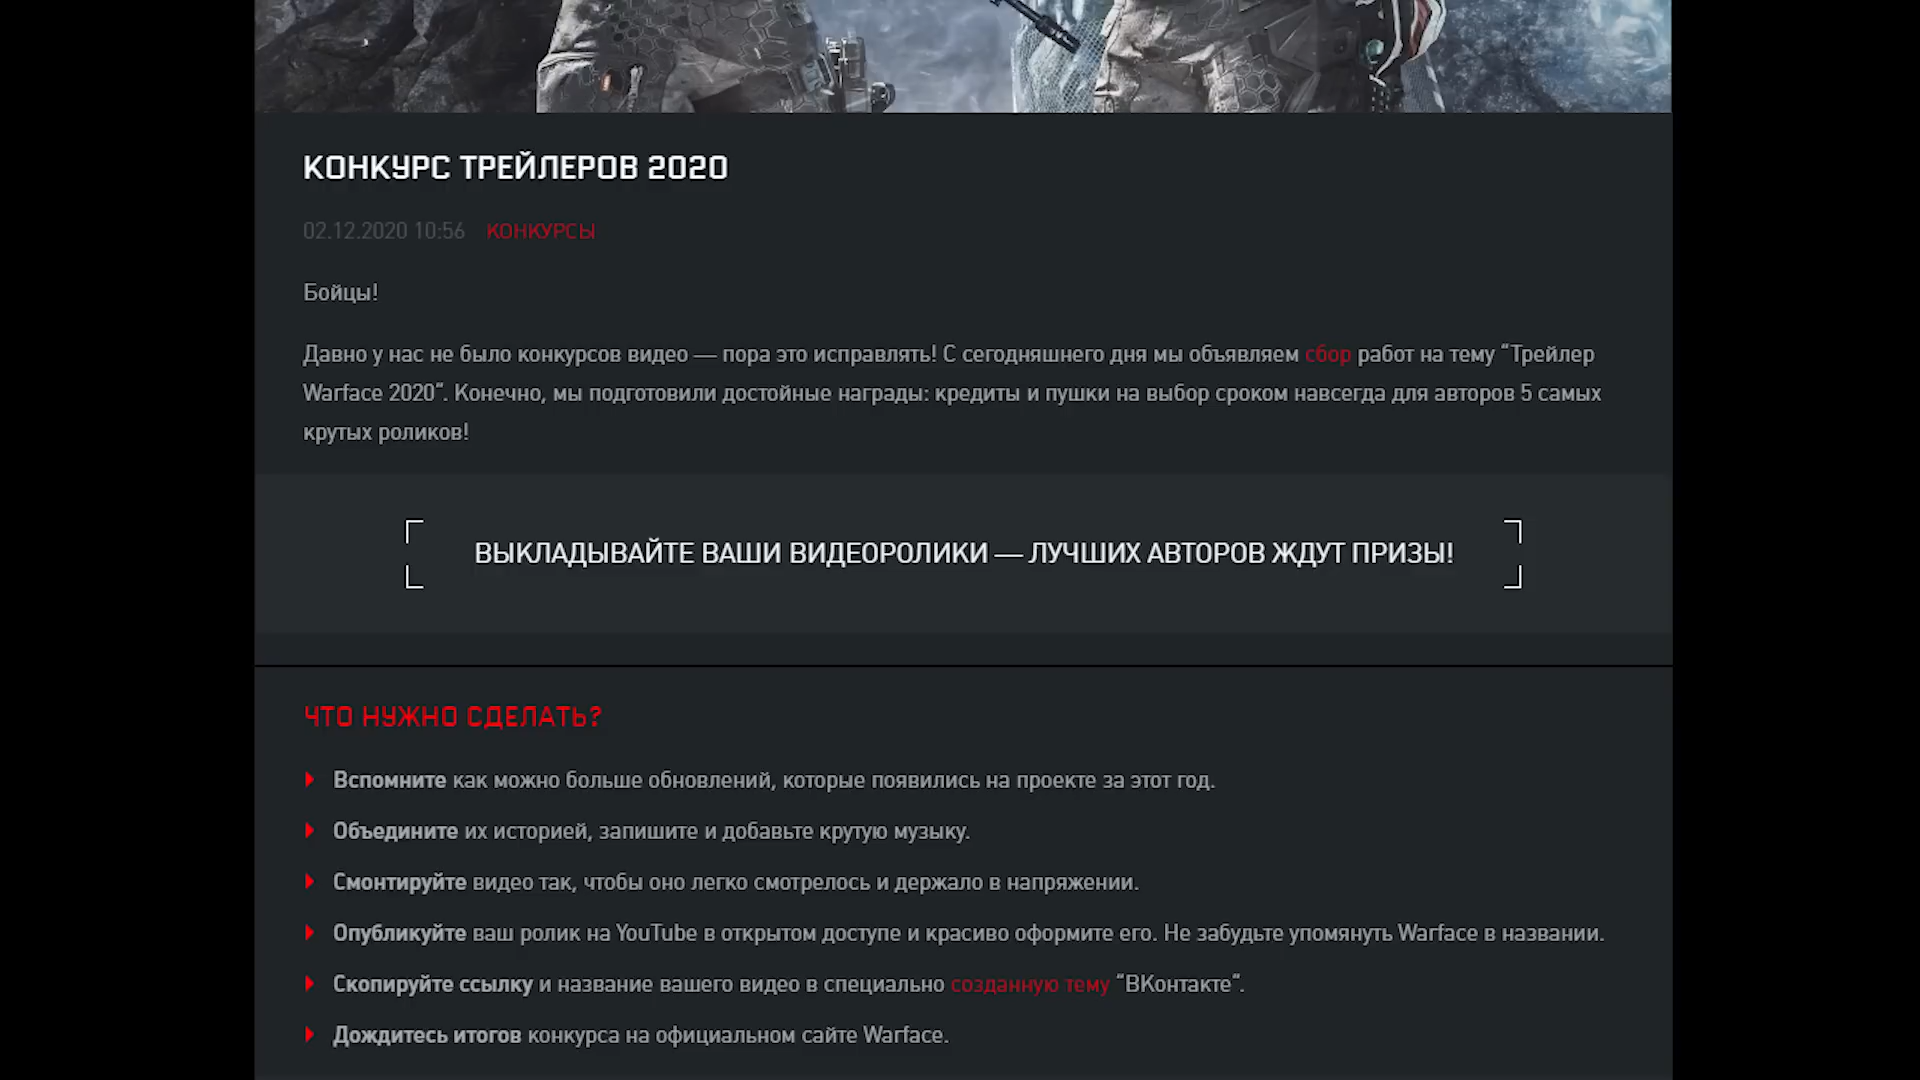 КОНКУРС ТРЕЙЛЕРОВ 2020
02.12.2020 10:56 КОНКУРСЫ
Бойцы!
Давно у нас не было конкурсов видео — пора это исправлять! С сегодняшнего дня мы объявляем сбор работ на тему “Трейлер
Warface 2020“. Конечно, мы подготовили достойные награды: кредиты и пушки на выбор сроком навсегда для авторов 5 самых
крутых роликов!
ВЫКЛАДЫВАЙТЕ ВАШИ ВИДЕОРОЛИКИ — ЛУЧШИХ АВТОРОВ ЖДУТ ПРИЗЫ!
ЧТО НУЖНО СДЕЛАТЬ?
Вспомните как можно больше обновлений, которые появились на проекте за этот год.
Объедините их историей, запишите и добавьте крутую музыку.
Смонтируйте видео так, чтобы оно легко смотрелось и держало в напряжении.
Опубликуйте ваш ролик на YouTube в открытом доступе и красиво оформите его. Не забудьте упомянуть Warface в названии.
Скопируйте ссылку и название вашего видео в специально созданную тему “ВКонтакте“.
Дождитесь итогов конкурса на официальном сайте Warface.